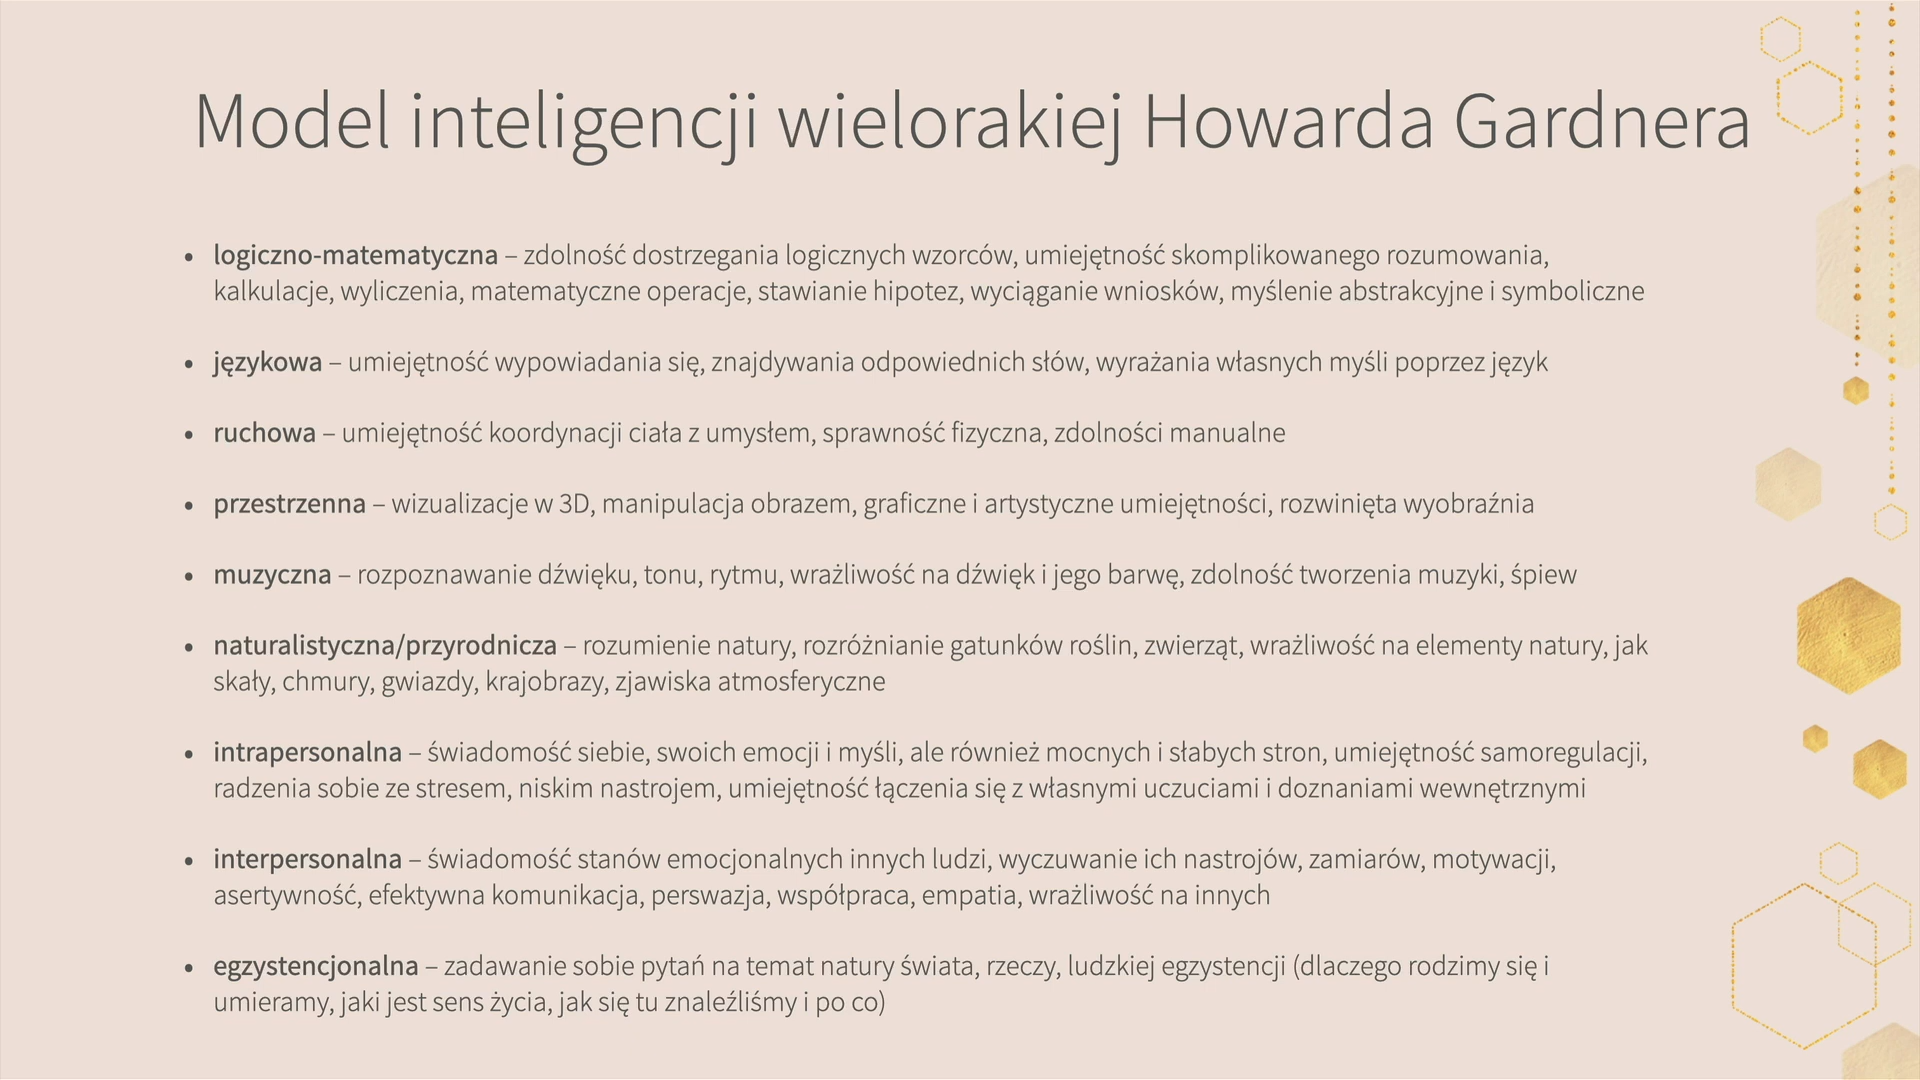 Model inteligencji wielorakiej Howarda Gardnera
• logiczno-matematyczna – zdolność dostrzegania logicznych wzorców, umiejętność skomplikowanego rozumowania,
kalkulacje, wyliczenia, matematyczne operacje, stawianie hipotez, wyciąganie wniosków, myślenie abstrakcyjne i symboliczne
• językowa – umiejętność wypowiadania się, znajdywania odpowiednich słów, wyrażania własnych myśli poprzez język
• ruchowa – umiejętność koordynacji ciała z umysłem, sprawność fizyczna, zdolności manualne
• przestrzenna – wizualizacje w 3D, manipulacja obrazem, graficzne i artystyczne umiejętności, rozwinięta wyobraźnia
• muzyczna – rozpoznawanie dźwięku, tonu, rytmu, wrażliwość na dźwięk i jego barwę, zdolność tworzenia muzyki, śpiew
• naturalistyczna/przyrodnicza – rozumienie natury, rozróżnianie gatunków roślin, zwierząt, wrażliwość na elementy natury, jak
skały, chmury, gwiazdy, krajobrazy, zjawiska atmosferyczne
• intrapersonalna – świadomość siebie, swoich emocji i myśli, ale również mocnych i słabych stron, umiejętność samoregulacji,
radzenia sobie ze stresem, niskim nastrojem, umiejętność łączenia się z własnymi uczuciami i doznaniami wewnętrznymi
• interpersonalna – świadomość stanów emocjonalnych innych ludzi, wyczuwanie ich nastrojów, zamiarów, motywacji,
asertywność, efektywna komunikacja, perswazja, współpraca, empatia, wrażliwość na innych
• egzystencjonalna – zadawanie sobie pytań na temat natury świata, rzeczy, ludzkiej egzystencji (dlaczego rodzimy się i
umieramy, jaki jest sens życia, jak się tu znaleźliśmy i po co)